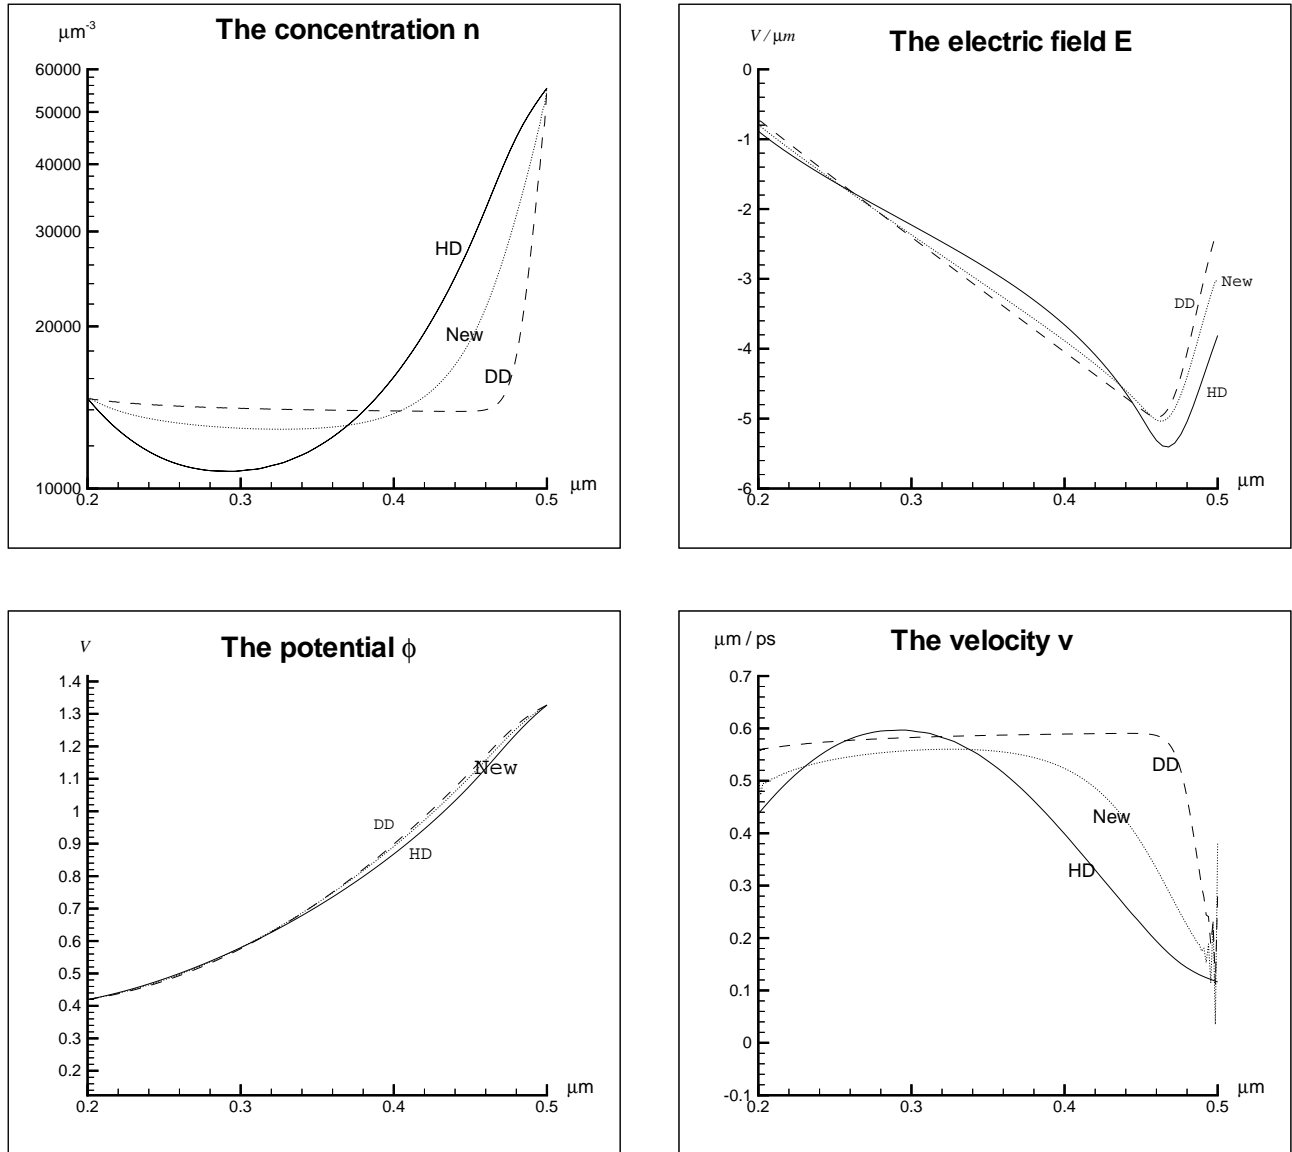 The concentration n
μm-3
60000
50000
40000
30000
20000
10000
HD
New
DD
0.2 0.3 0.4 0.5
μm
The electric field E
V / μm
0
-1
-2
-3
-4
-5
-6
New
DD
HD
0.2 0.3 0.4 0.5
μm
The potential ϕ
V
1.4
1.3
1.2
1.1
1
0.9
0.8
0.7
0.6
0.5
0.4
0.3
0.2
New
DD
HD
0.2 0.3 0.4 0.5
μm
The velocity v
μm / ps
0.7
0.6
0.5
0.4
0.3
0.2
0.1
0
-0.1
DD
New
HD
0.2 0.3 0.4 0.5
μm